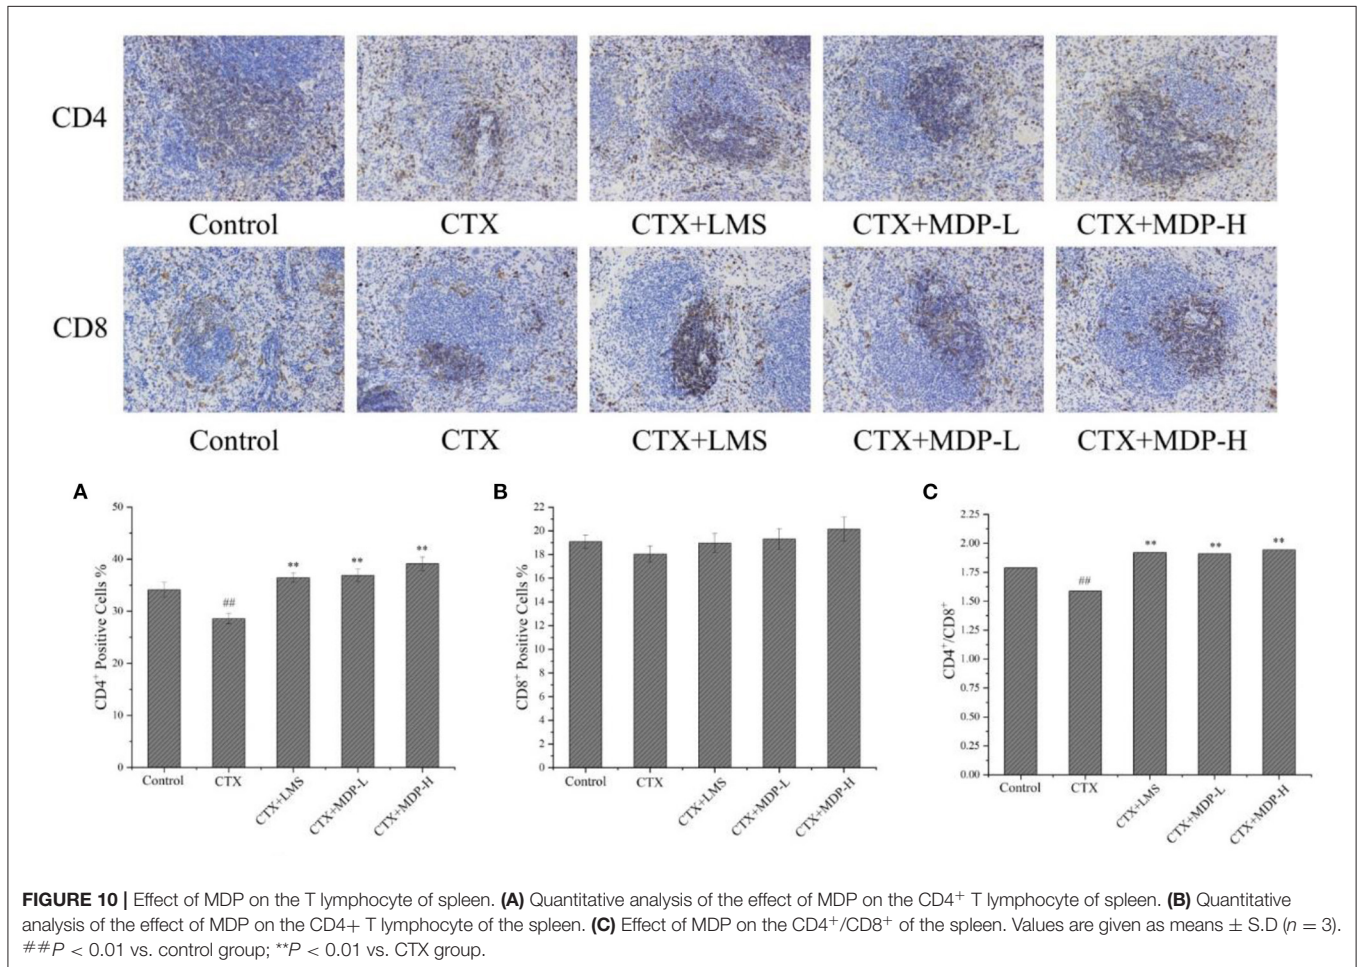 CD4
Control CTX CTX+LMS CTX+MDP-L CTX+MDP-H
CD8
Control CTX CTX+LMS CTX+MDP-L CTX+MDP-H
A
50
40
30
20
10
0
CD4+ Positive Cells %
##
**
**
**
Control CTX CTX+LMS CTX+MDP-L CTX+MDP-H
B
22
20
18
16
14
12
10
8
6
4
2
0
CD8+ Positive Cells %
Control CTX CTX+LMS CTX+MDP-L CTX+MDP-H
C
2.25
2.00
1.75
1.50
1.25
1.00
0.75
0.50
0.25
0.00
CD4+/CD8+
##
**
**
**
Control CTX CTX+LMS CTX+MDP-L CTX+MDP-H
FIGURE 10 | Effect of MDP on the T lymphocyte of spleen. (A) Quantitative analysis of the effect of MDP on the CD4+ T lymphocyte of spleen. (B) Quantitative
analysis of the effect of MDP on the CD4+ T lymphocyte of the spleen. (C) Effect of MDP on the CD4+/CD8+ of the spleen. Values are given as means ± S.D (n = 3).
##P < 0.01 vs. control group; **P < 0.01 vs. CTX group.